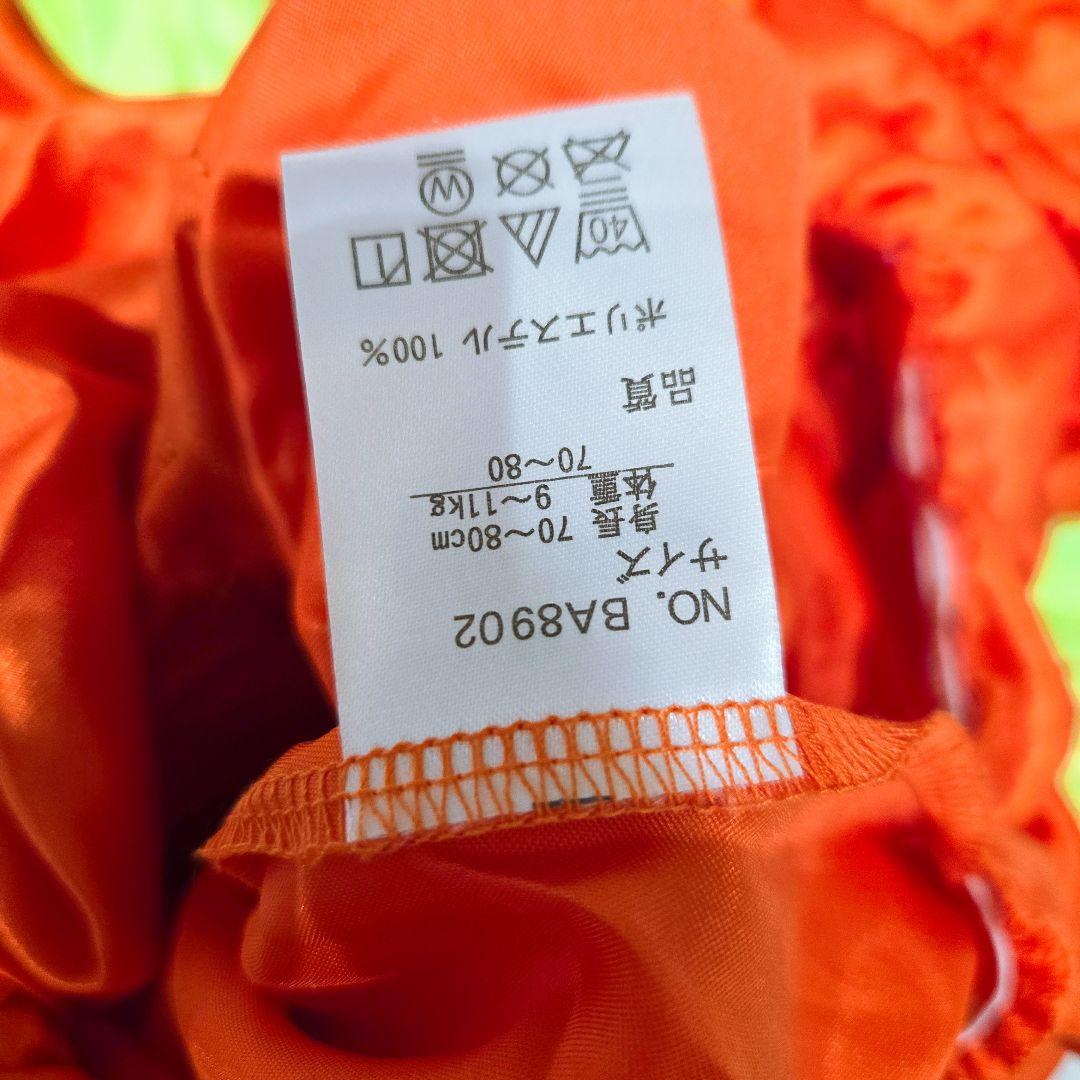 NO. BA8902
サイズ
身長 70～80cm
体重 9～11kg
70～80
品質
ポリエステル 100%
40
W